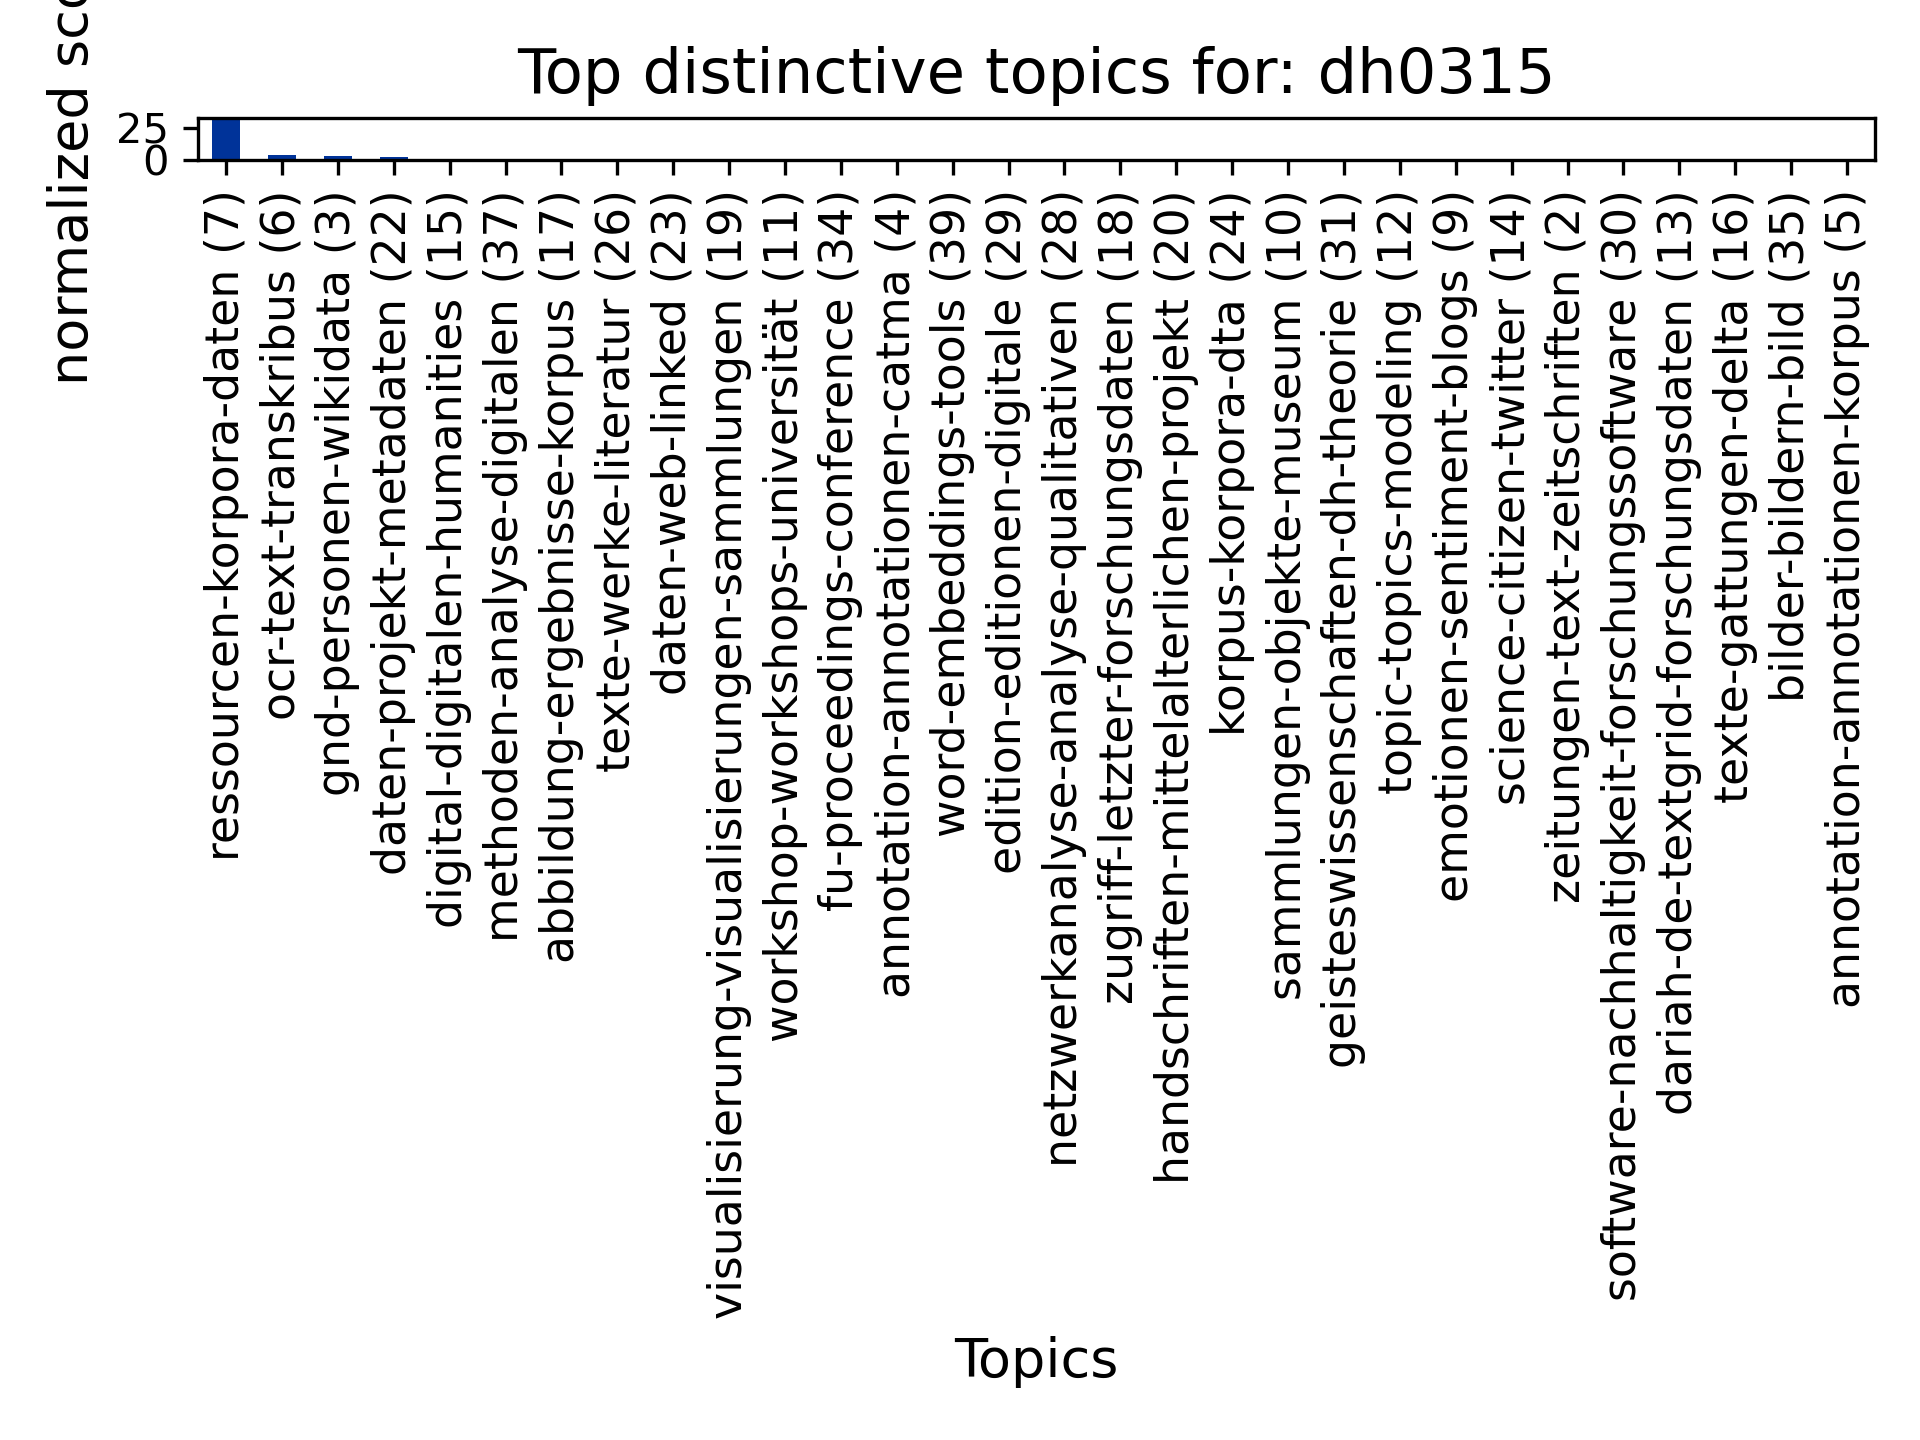 Top distinctive topics for: dh0315
normalized sco
25
0
ressourcen-korpora-daten (7)
ocr-text-transkribus (6)
gnd-personen-wikidata (3)
daten-projekt-metadaten (22)
digital-digitalen-humanities (15)
methoden-analyse-digitalen (37)
abbildung-ergebnisse-korpus (17)
texte-werke-literatur (26)
daten-web-linked (23)
visualisierung-visualisierungen-sammlungen (19)
workshop-workshops-universität (11)
fu-proceedings-conference (34)
annotation-annotationen-catma (4)
word-embeddings-tools (39)
edition-editionen-digitale (29)
netzwerkanalyse-analyse-qualitativen (28)
zugriff-letzter-forschungsdaten (18)
handschriften-mittelalterlichen-projekt (20)
korpus-korpora-dta (24)
sammlungen-objekte-museum (10)
geisteswissenschaften-dh-theorie (31)
topic-topics-modeling (12)
emotionen-sentiment-blogs (9)
science-citizen-twitter (14)
zeitungen-text-zeitschriften (2)
software-nachhaltigkeit-forschungssoftware (30)
dariah-de-textgrid-forschungsdaten (13)
texte-gattungen-delta (16)
bilder-bildern-bild (35)
annotation-annotationen-korpus (5)
Topics